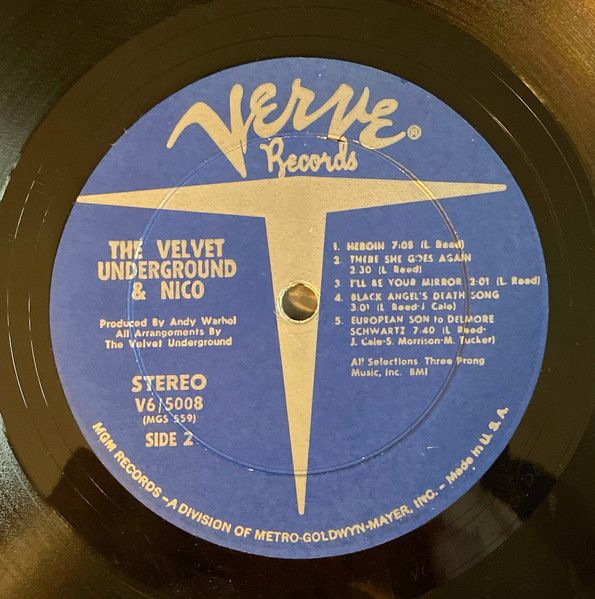 VERVE®
Records
THE VELVET
UNDERGROUND
& NICO
Produced By Andy Warhol
All Arrangements By
The Velvet Underground
STEREO
V6/5008
(MGS 559)
SIDE 2
1. HEROIN 7:08 (L. Reed)
2. THERE SHE GOES AGAIN
2:30 (L. Reed)
3. I'LL BE YOUR MIRROR 2:01 (L. Reed)
4. BLACK ANGEL'S DEATH SONG
3:01 (L. Reed-J. Cale)
5. EUROPEAN SON to DELMORE
SCHWARTZ 7:40 (L. Reed-
J. Cale-S. Morrison-M. Tucker)
All Selections Three Prong
Music, Inc. BMI
MGM RECORDS – A DIVISION OF METRO-GOLDWYN-MAYER, INC. – Made in U.S.A.